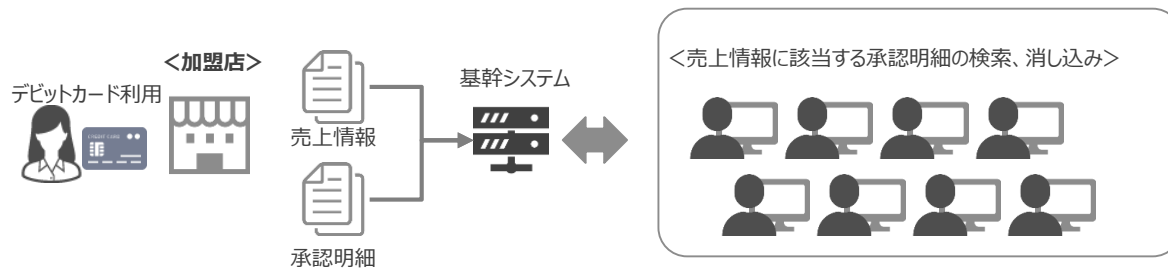 デビットカード利用
＜加盟店＞
売上情報
承認明細
基幹システム
＜売上情報に該当する承認明細の検索、消し込み＞
CREDIT CARD